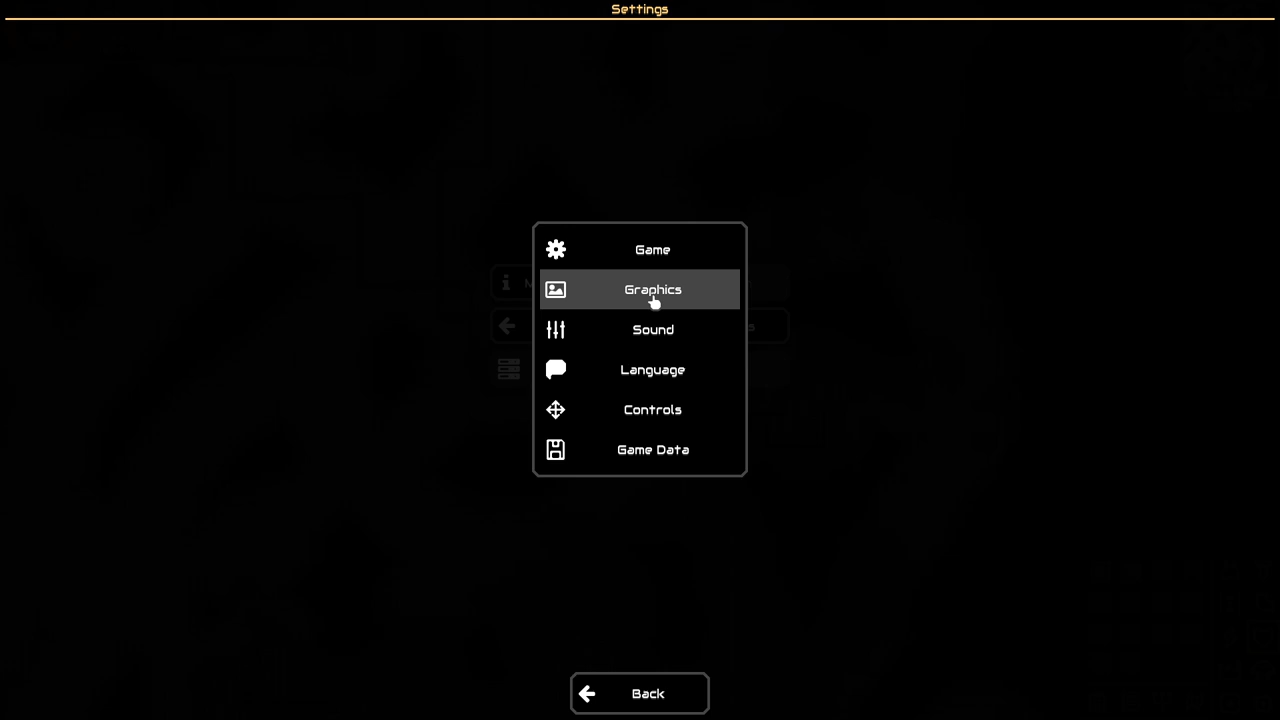 Settings
Game
Graphics
Sound
Language
Controls
Game Data
Back